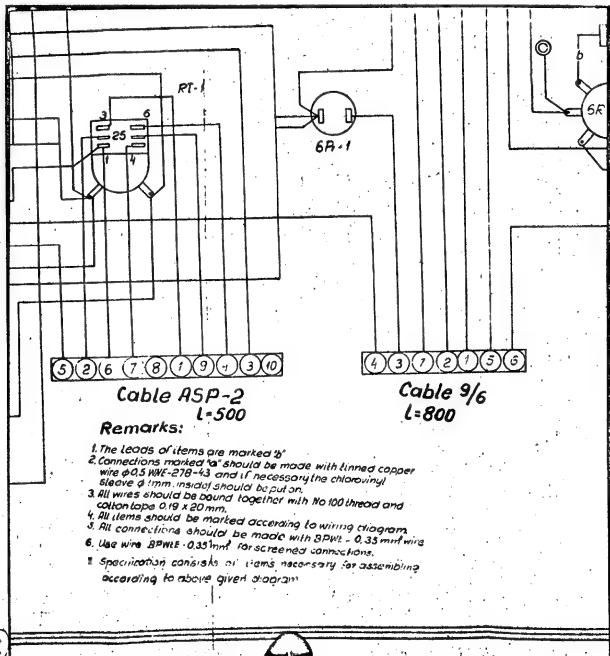 RT-1
3 6
25
1 4
6A-1
b
6R
5 2 6 7 8 1 9 4 3 10
4 3 7 2 1 5 6
Cable ASP-2
L=500
Cable 9/6
L=800
Remarks:
1. The leads of items are marked "b"
2. Connections marked "a" should be made with tinned copper
wire ϕ0,5 WNE-278-43 and if necessary the chlorovinyl
sleeve ϕ 1mm. inside) should be put on.
3. All wires should be bound together with No 100 thread and
cotton tape 0.19 x 20 mm.
4. All items should be marked according to wiring diagram
5. All connections should be made with BPWL - 0,35 mm² wire
6. Use wire BPWLE - 0,35 mm² for screened connections.
Specification consists of items necessary for assembling
according to above given diagram